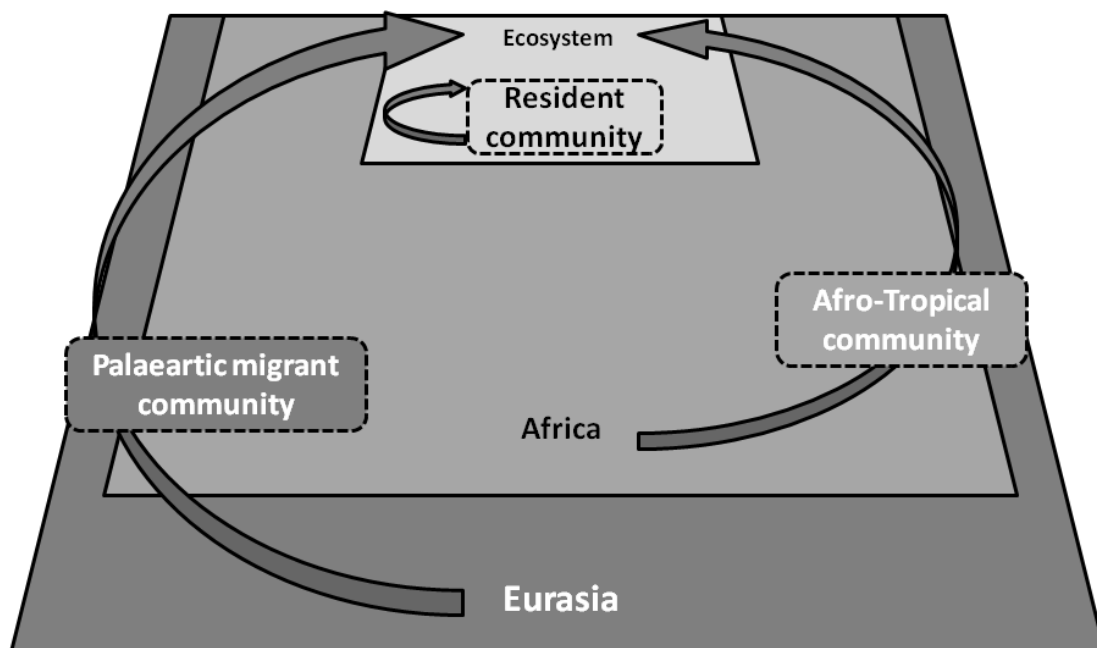 Ecosystem
Resident
community
Afro-Tropical
community
Palaeartic migrant
community
Africa
Eurasia